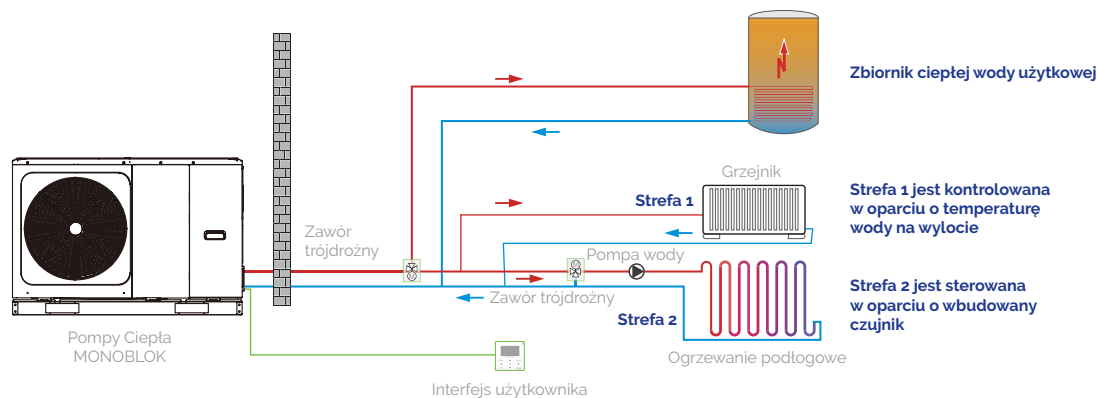 Zbiornik ciepłej wody użytkowej
Grzejnik
Strefa 1
Strefa 1 jest kontrolowana
w oparciu o temperaturę
wody na wylocie
Zawór
trójdrożny
Pompa wody
Zawór trójdrożny
Strefa 2
Strefa 2 jest sterowana
w oparciu o wbudowany
czujnik
Pompy Ciepła
MONOBLOK
Ogrzewanie podłogowe
Interfejs użytkownika